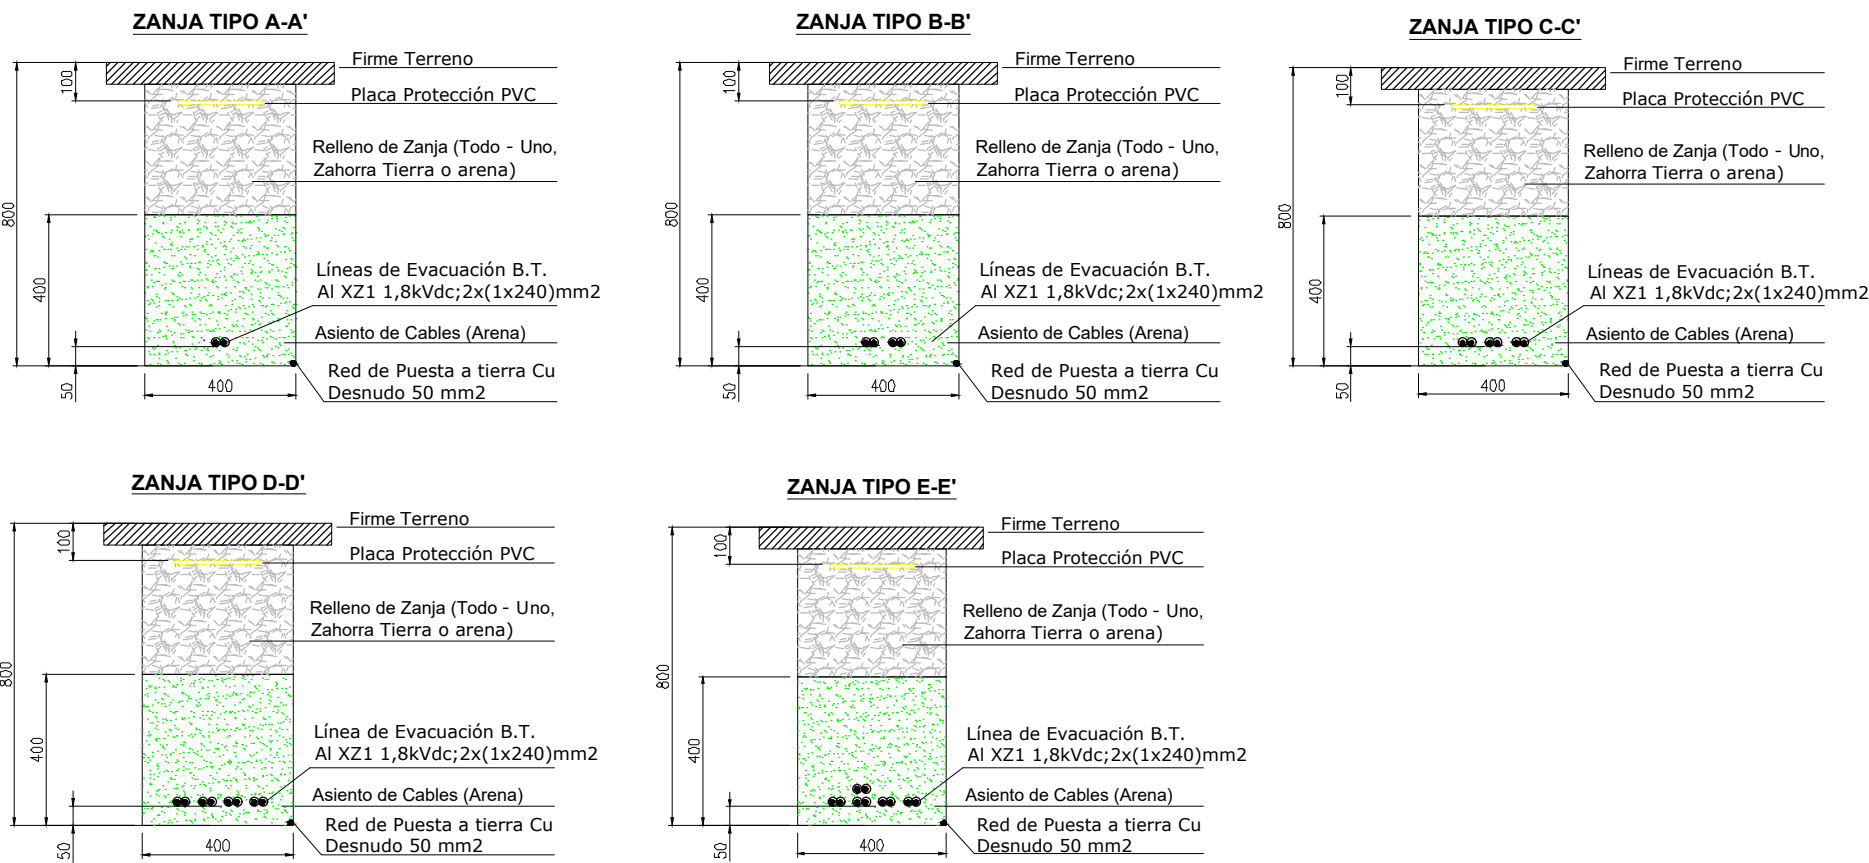 ZANJA TIPO A-A'
Firme Terreno
100
Placa Protección PVC
Relleno de Zanja (Todo - Uno,
Zahorra Tierra o arena)
800
400
Líneas de Evacuación B.T.
Al XZ1 1,8kVdc;2x(1x240)mm2
Asiento de Cables (Arena)
50
400
Red de Puesta a tierra Cu
Desnudo 50 mm2
ZANJA TIPO B-B'
Firme Terreno
100
Placa Protección PVC
Relleno de Zanja (Todo - Uno,
Zahorra Tierra o arena)
800
400
Líneas de Evacuación B.T.
Al XZ1 1,8kVdc;2x(1x240)mm2
Asiento de Cables (Arena)
50
400
Red de Puesta a tierra Cu
Desnudo 50 mm2
ZANJA TIPO C-C'
Firme Terreno
100
Placa Protección PVC
Relleno de Zanja (Todo - Uno,
Zahorra Tierra o arena)
800
400
Líneas de Evacuación B.T.
Al XZ1 1,8kVdc;2x(1x240)mm2
Asiento de Cables (Arena)
50
400
Red de Puesta a tierra Cu
Desnudo 50 mm2
ZANJA TIPO D-D'
Firme Terreno
100
Placa Protección PVC
Relleno de Zanja (Todo - Uno,
Zahorra Tierra o arena)
800
400
Línea de Evacuación B.T.
Al XZ1 1,8kVdc;2x(1x240)mm2
Asiento de Cables (Arena)
50
400
Red de Puesta a tierra Cu
Desnudo 50 mm2
ZANJA TIPO E-E'
Firme Terreno
100
Placa Protección PVC
Relleno de Zanja (Todo - Uno,
Zahorra Tierra o arena)
800
400
Línea de Evacuación B.T.
Al XZ1 1,8kVdc;2x(1x240)mm2
Asiento de Cables (Arena)
50
400
Red de Puesta a tierra Cu
Desnudo 50 mm2